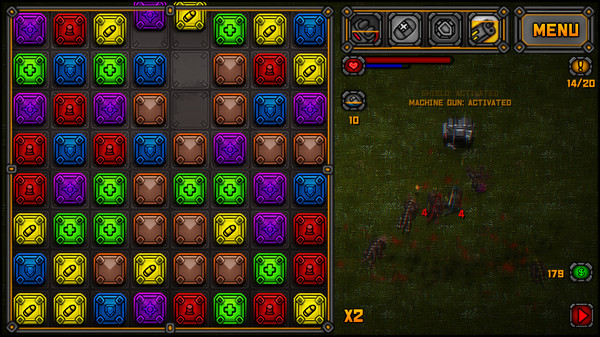 MENU
14/20
SHIELD ACTIVATED
MACHINE GUN: ACTIVATED
10
4
4
179
X2